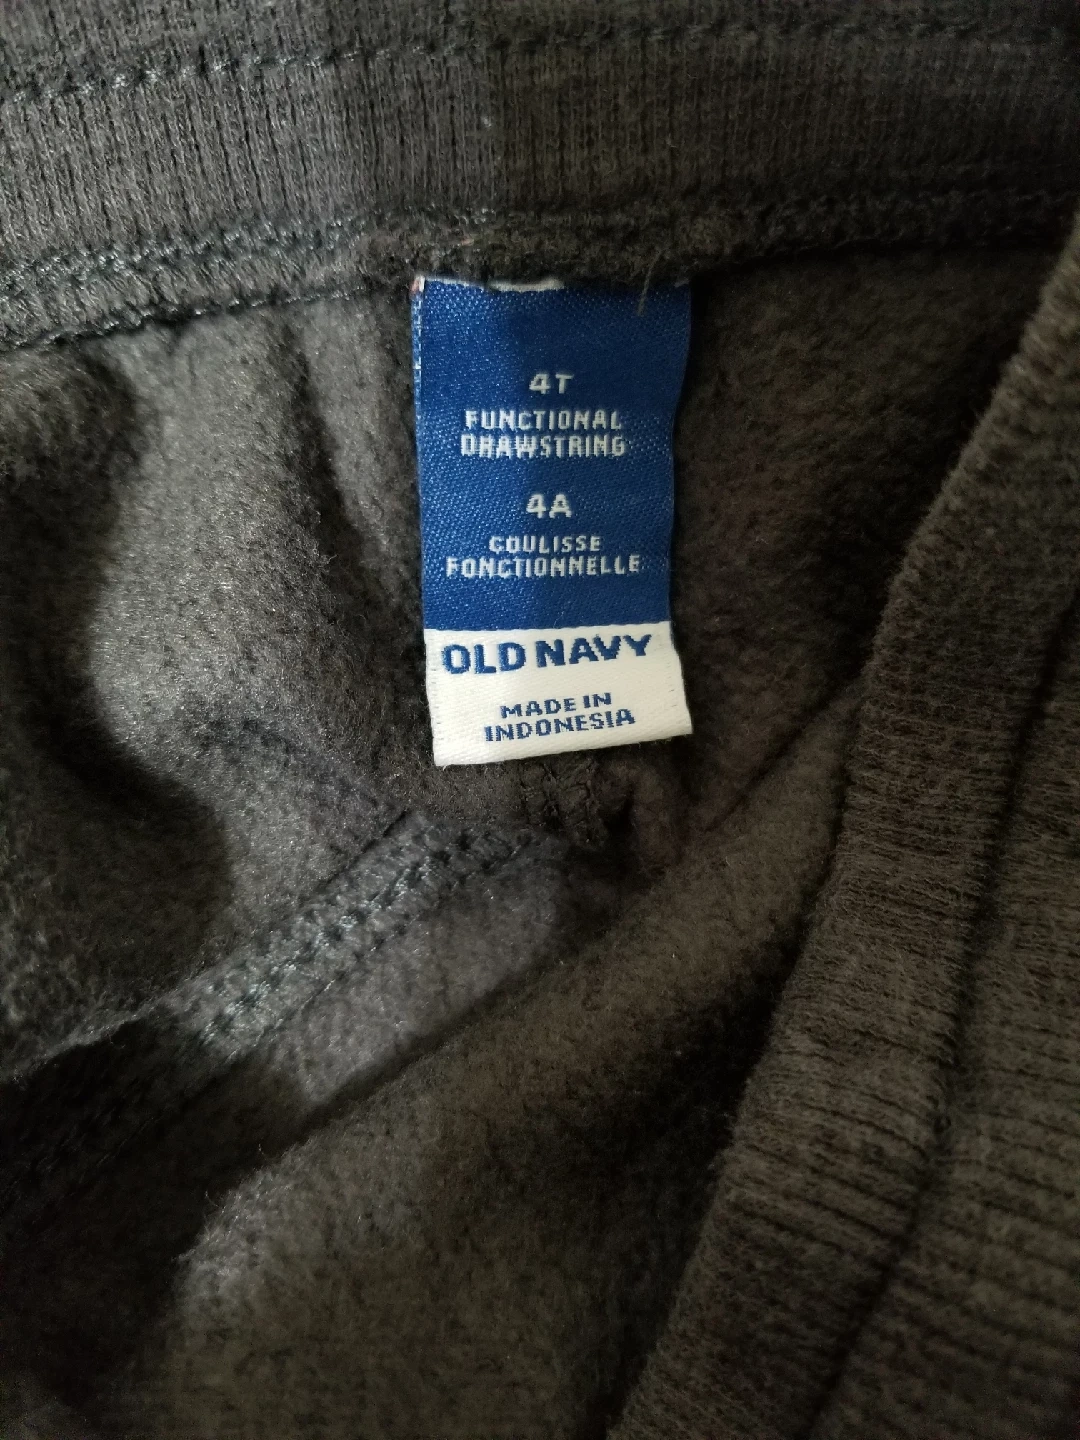 4T
FUNCTIONAL
DRAWSTRING
4A
COULISSE
FONCTIONNELLE
OLD NAVY
MADE IN
INDONESIA